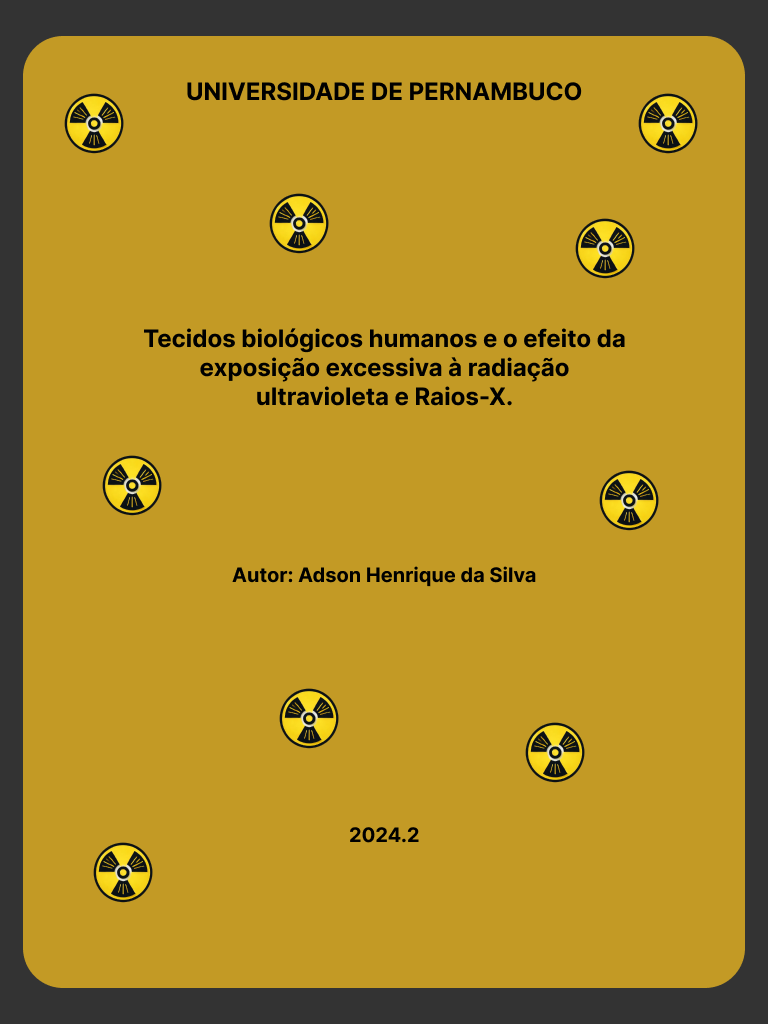 UNIVERSIDADE DE PERNAMBUCO
Tecidos biológicos humanos e o efeito da
exposição excessiva à radiação
ultravioleta e Raios-X.
Autor: Adson Henrique da Silva
2024.2